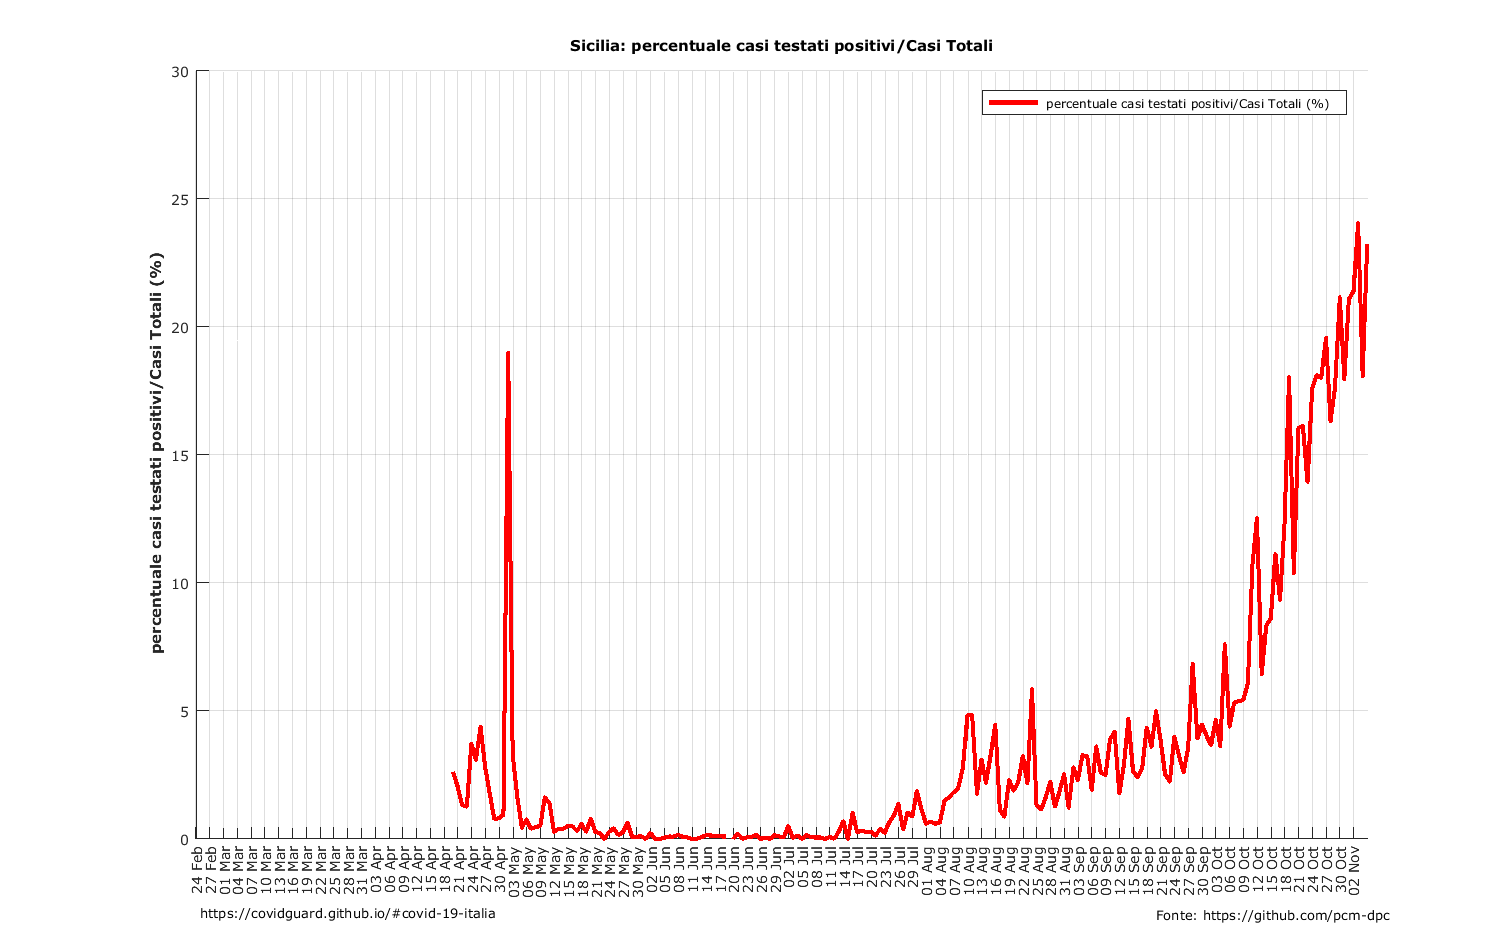 Sicilia: percentuale casi testati positivi/Casi Totali
percentuale casi testati positivi/Casi Totali (%)
percentuale casi testati positivi/Casi Totali (%)
30
25
20
15
10
5
0
24 Feb
27 Feb
01 Mar
04 Mar
07 Mar
10 Mar
13 Mar
16 Mar
19 Mar
22 Mar
25 Mar
28 Mar
31 Mar
03 Apr
06 Apr
09 Apr
12 Apr
15 Apr
18 Apr
21 Apr
24 Apr
27 Apr
30 Apr
03 May
06 May
09 May
12 May
15 May
18 May
21 May
24 May
27 May
30 May
02 Jun
05 Jun
08 Jun
11 Jun
14 Jun
17 Jun
20 Jun
23 Jun
26 Jun
29 Jun
02 Jul
05 Jul
08 Jul
11 Jul
14 Jul
17 Jul
20 Jul
23 Jul
26 Jul
29 Jul
01 Aug
04 Aug
07 Aug
10 Aug
13 Aug
16 Aug
19 Aug
22 Aug
25 Aug
28 Aug
31 Aug
03 Sep
06 Sep
09 Sep
12 Sep
15 Sep
18 Sep
21 Sep
24 Sep
27 Sep
30 Sep
03 Oct
06 Oct
09 Oct
12 Oct
15 Oct
18 Oct
21 Oct
24 Oct
27 Oct
30 Oct
02 Nov
https://covidguard.github.io/#covid-19-italia
Fonte: https://github.com/pcm-dpc